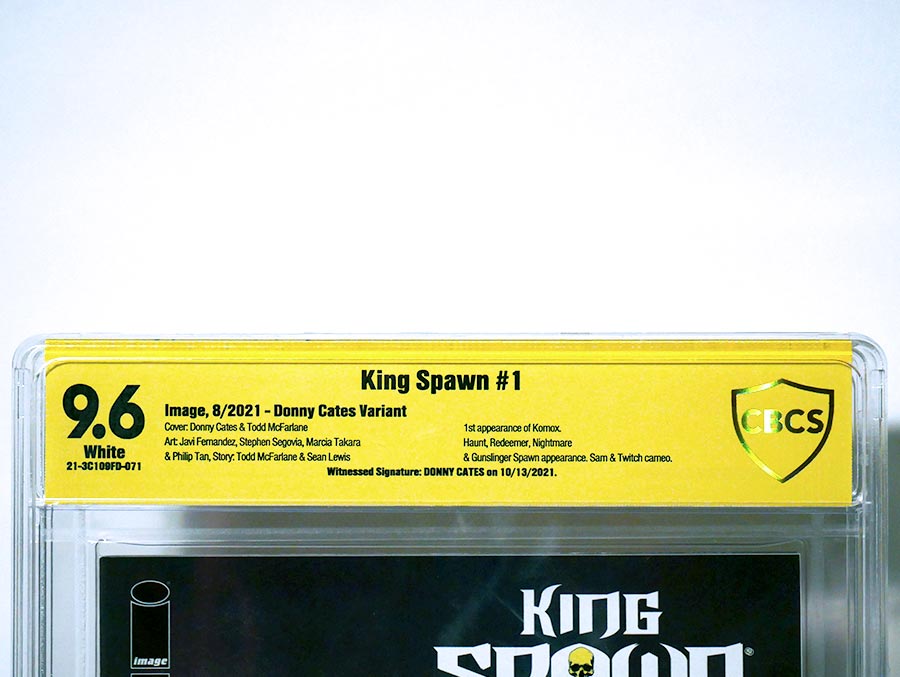 King Spawn #1
9.6
White
21-3C109FD-071
Image, 8/2021 - Donny Cates Variant
Cover: Donny Cates & Todd McFarlane
Art: Javi Fernandez, Stephen Segovia, Marcia Takara
& Philip Tan, Story: Todd McFarlane & Sean Lewis
1st appearance of Komox.
Haunt, Redeemer, Nightmare
& Gunslinger Spawn appearance. Sam & Twitch cameo.
Witnessed Signature: DONNY CATES on 10/13/2021.
CBCS
image
KING
SPAWN®